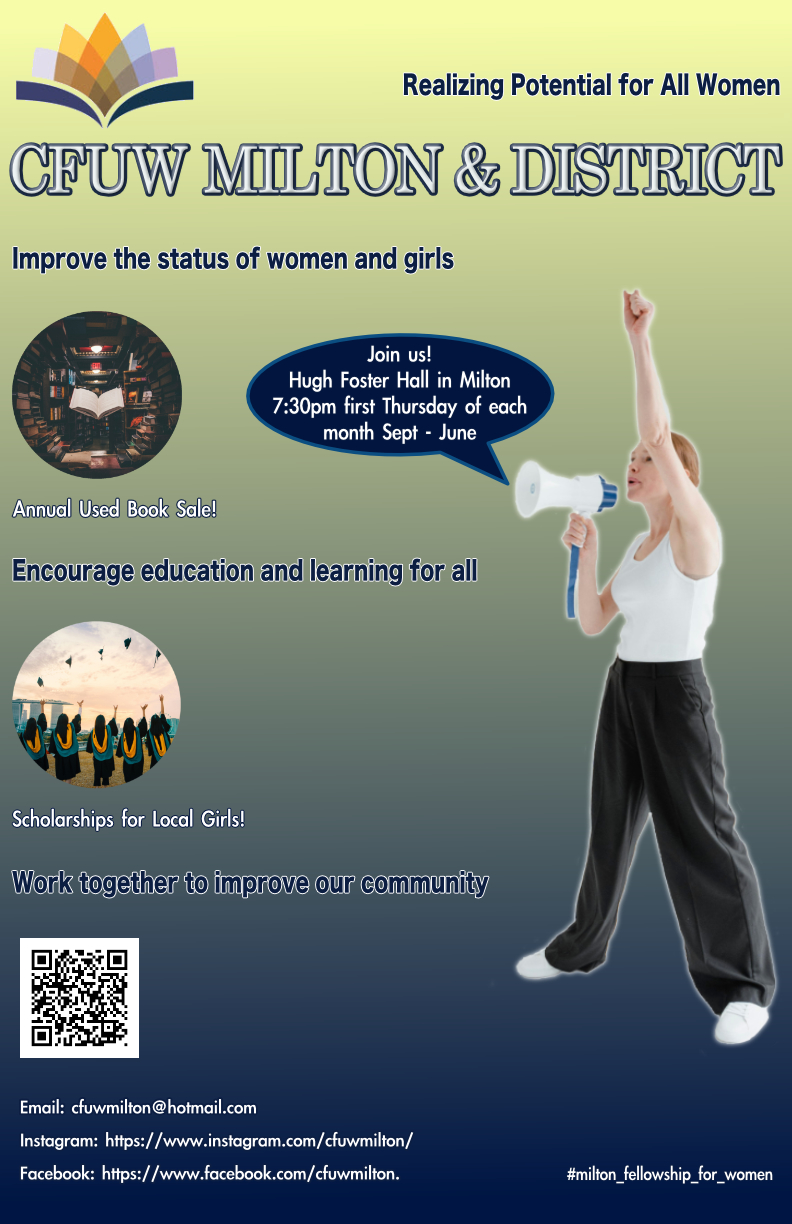 Realizing Potential for All Women
CFUW MILTON & DISTRICT
Improve the status of women and girls
Join us!
Hugh Foster Hall in Milton
7:30pm first Thursday of each
month Sept - June
Annual Used Book Sale!
Encourage education and learning for all
Scholarships for Local Girls!
Work together to improve our community
Email: cfuwmilton@hotmail.com
Instagram: https://www.instagram.com/cfuwmilton/
Facebook: https://www.facebook.com/cfuwmilton.
#milton_fellowship_for_women